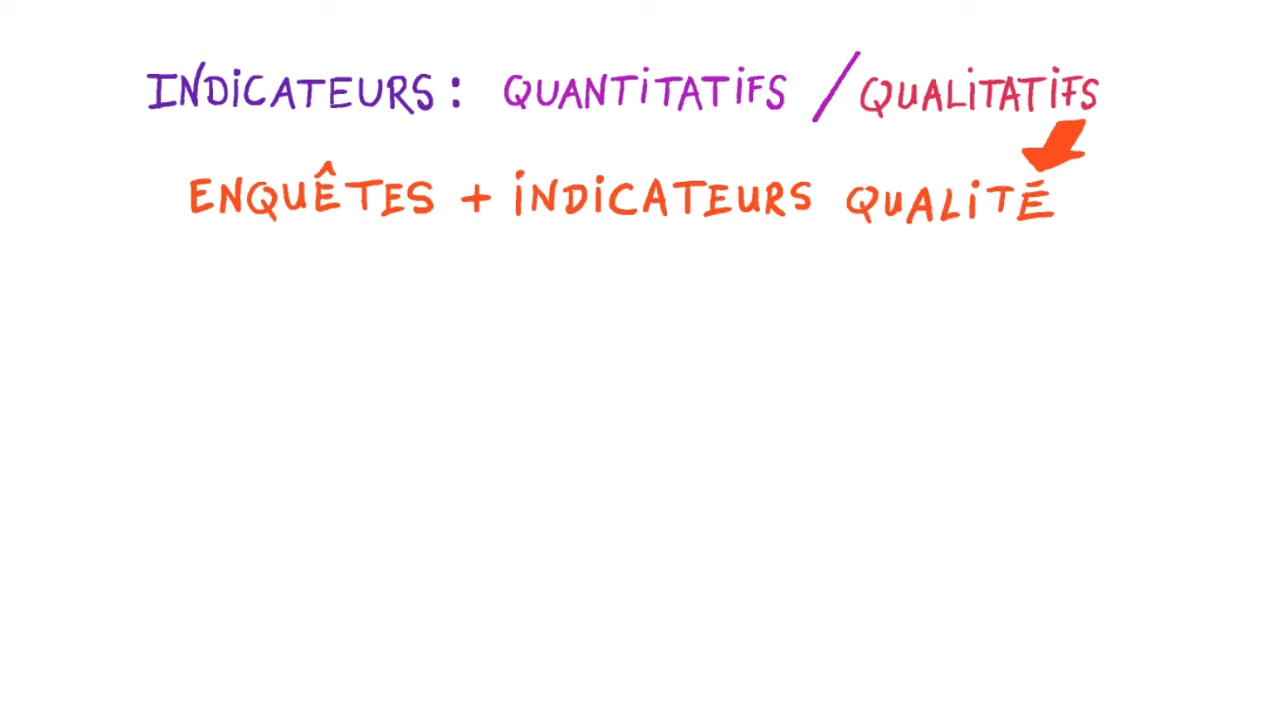 INDICATEURS : QUANTITATIFS / QUALITATIFS
ENQUÊTES + INDICATEURS QUALITÉ